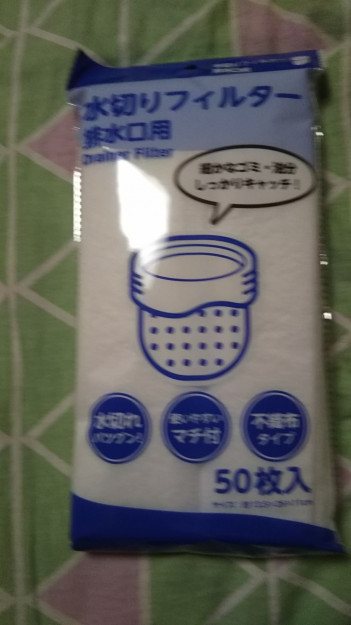 水切りフィルター
排水口用
Drainer Filter
細かなゴミ・油分
しっかりキャッチ！
水切れ
バツグン！
使いやすい
マチ付
不織布
タイプ
50枚入